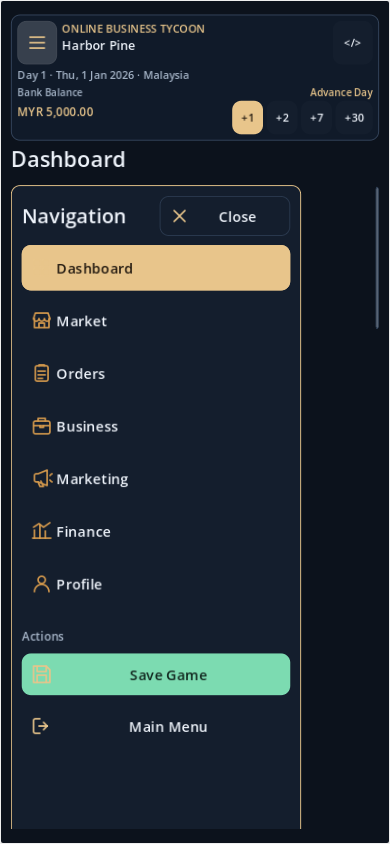 ONLINE BUSINESS TYCOON
Harbor Pine
</>
Day 1 · Thu, 1 Jan 2026 · Malaysia
Bank Balance
Advance Day
MYR 5,000.00
+1 +2 +7 +30
Dashboard
Navigation
Close
Dashboard
Market
Orders
Business
Marketing
Finance
Profile
Actions
Save Game
Main Menu